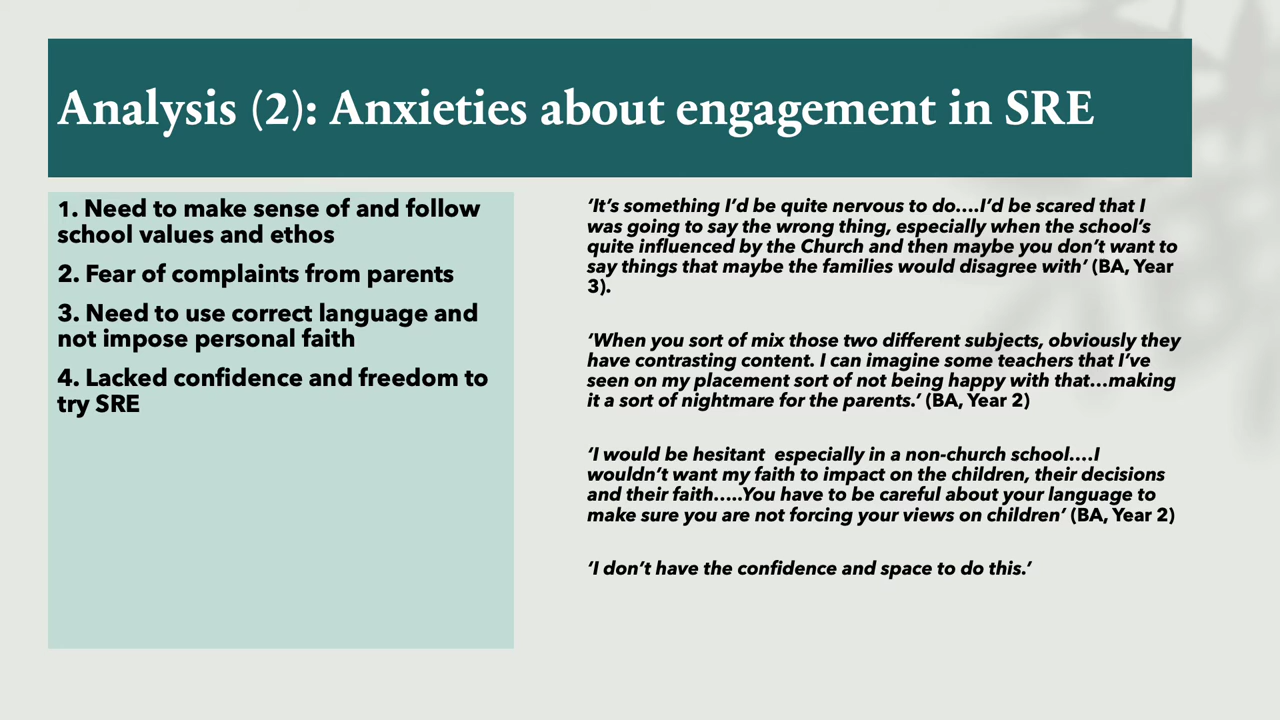 Analysis (2): Anxieties about engagement in SRE
1. Need to make sense of and follow
school values and ethos
2. Fear of complaints from parents
3. Need to use correct language and
not impose personal faith
4. Lacked confidence and freedom to
try SRE
‘It’s something I’d be quite nervous to do....I’d be scared that I
was going to say the wrong thing, especially when the school’s
quite influenced by the Church and then maybe you don’t want to
say things that maybe the families would disagree with’ (BA, Year
3).
‘When you sort of mix those two different subjects, obviously they
have contrasting content. I can imagine some teachers that I’ve
seen on my placement sort of not being happy with that...making
it a sort of nightmare for the parents.’ (BA, Year 2)
‘I would be hesitant  especially in a non-church school....I
wouldn’t want my faith to impact on the children, their decisions
and their faith.....You have to be careful about your language to
make sure you are not forcing your views on children’ (BA, Year 2)
‘I don’t have the confidence and space to do this.’